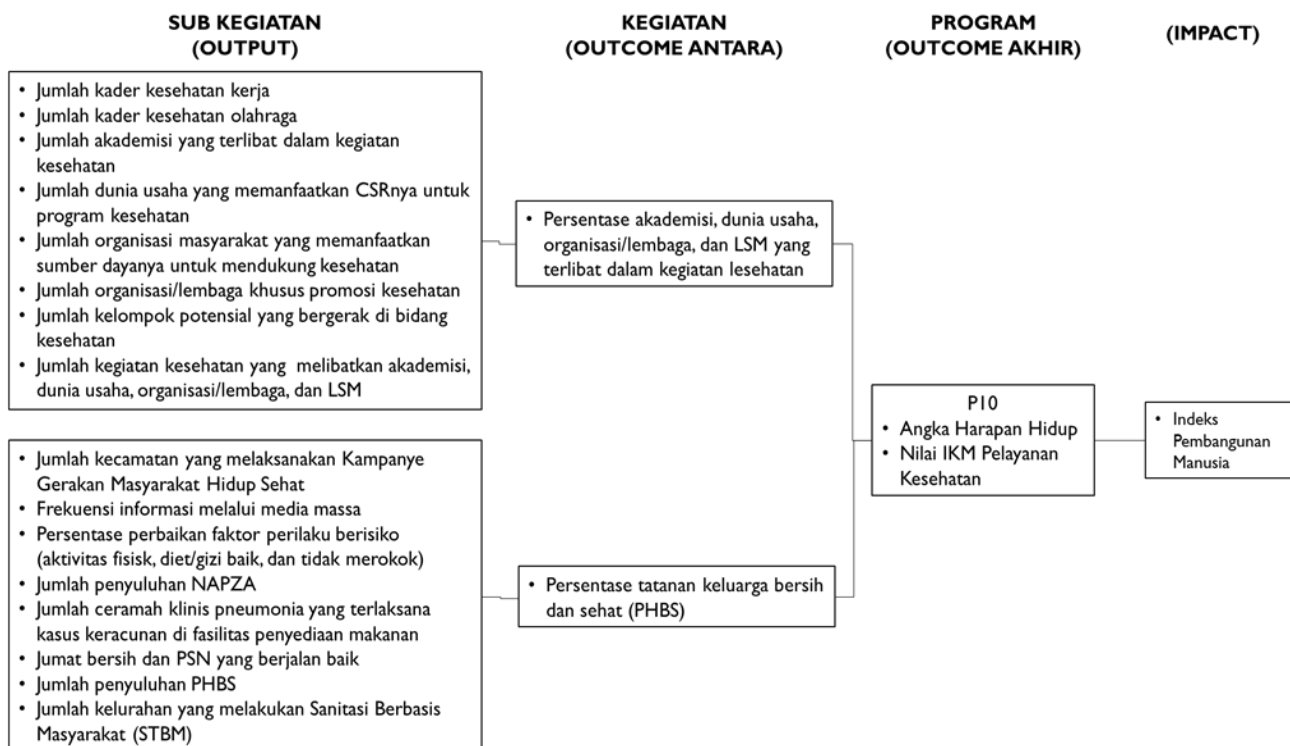 SUB KEGIATAN
(OUTPUT)
KEGIATAN
(OUTCOME ANTARA)
PROGRAM
(OUTCOME AKHIR)
(IMPACT)
• Jumlah kader kesehatan kerja
• Jumlah kader kesehatan olahraga
• Jumlah akademisi yang terlibat dalam kegiatan
kesehatan
• Jumlah dunia usaha yang memanfaatkan CSRnya untuk
program kesehatan
• Jumlah organisasi masyarakat yang memanfaatkan
sumber dayanya untuk mendukung kesehatan
• Jumlah organisasi/lembaga khusus promosi kesehatan
• Jumlah kelompok potensial yang bergerak di bidang
kesehatan
• Jumlah kegiatan kesehatan yang melibatkan akademisi,
dunia usaha, organisasi/lembaga, dan LSM
• Persentase akademisi, dunia usaha,
organisasi/lembaga, dan LSM yang
terlibat dalam kegiatan lesehatan
• Jumlah kecamatan yang melaksanakan Kampanye
Gerakan Masyarakat Hidup Sehat
• Frekuensi informasi melalui media massa
• Persentase perbaikan faktor perilaku berisiko
(aktivitas fisisk, diet/gizi baik, dan tidak merokok)
• Jumlah penyuluhan NAPZA
• Jumlah ceramah klinis pneumonia yang terlaksana
kasus keracunan di fasilitas penyediaan makanan
• Jumat bersih dan PSN yang berjalan baik
• Jumlah penyuluhan PHBS
• Jumlah kelurahan yang melakukan Sanitasi Berbasis
Masyarakat (STBM)
• Persentase tatanan keluarga bersih
dan sehat (PHBS)
P10
• Angka Harapan Hidup
• Nilai IKM Pelayanan
Kesehatan
• Indeks
Pembangunan
Manusia